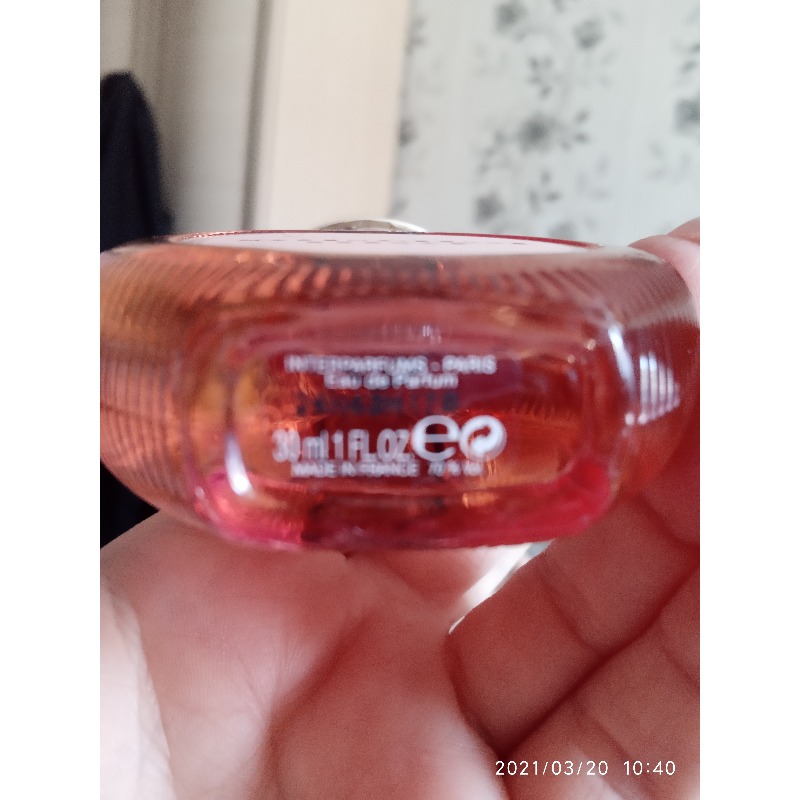 INTERPARFUMS - PARIS
Eau de Parfum
30 ml 1 FL.OZ e
MADE IN FRANCE
2021/03/20 10:40